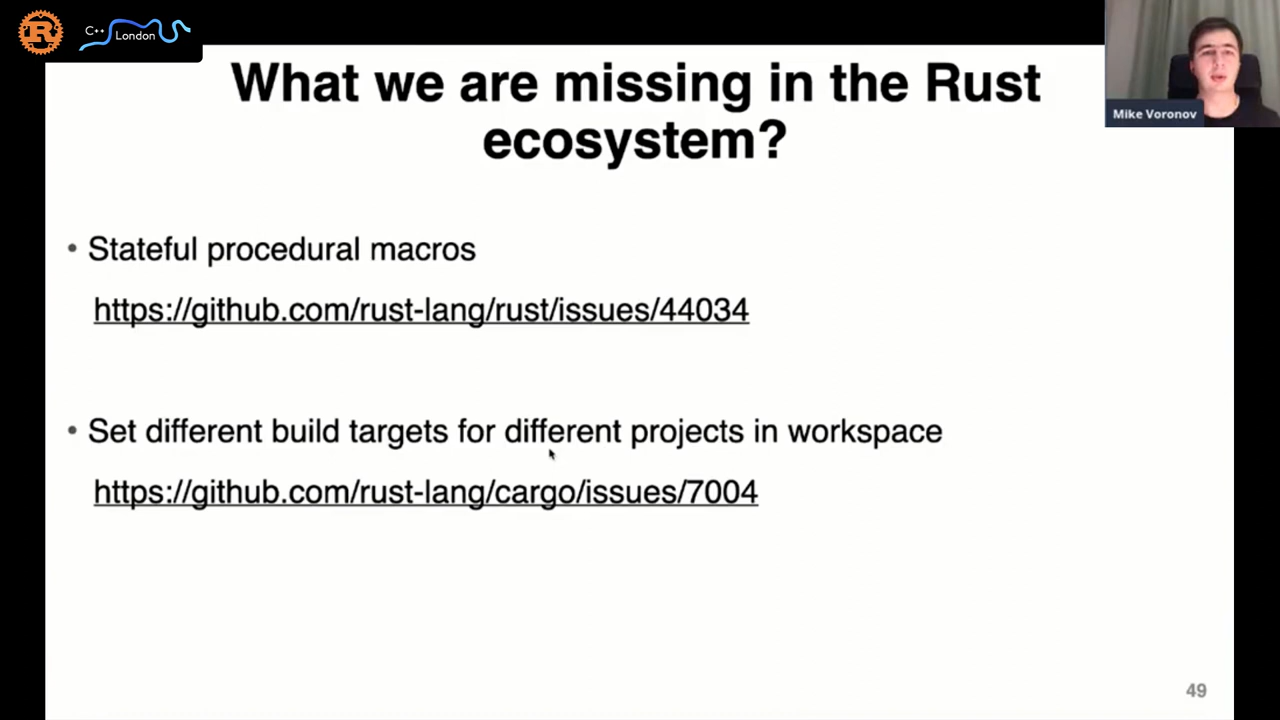 R
C++
London
Mike Voronov
What we are missing in the Rust
ecosystem?
• Stateful procedural macros
https://github.com/rust-lang/rust/issues/44034
• Set different build targets for different projects in workspace
https://github.com/rust-lang/cargo/issues/7004
49